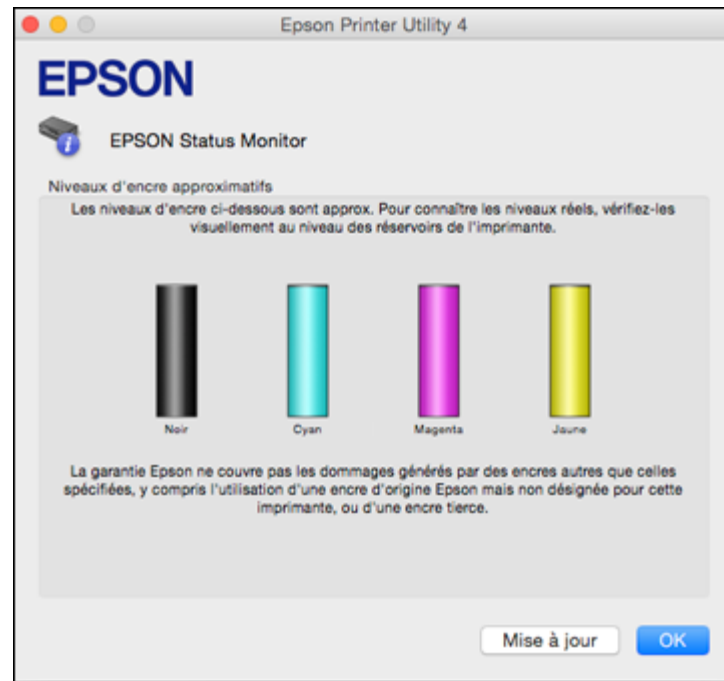 Epson Printer Utility 4
EPSON
EPSON Status Monitor
Niveaux d'encre approximatifs
Les niveaux d'encre ci-dessous sont approx. Pour connaître les niveaux réels, vérifiez-les
visuellement au niveau des réservoirs de l'imprimante.
Noir Cyan Magenta Jaune
La garantie Epson ne couvre pas les dommages générés par des encres autres que celles
spécifiées, y compris l'utilisation d'une encre d'origine Epson mais non désignée pour cette
imprimante, ou d'une encre tierce.
Mise à jour OK